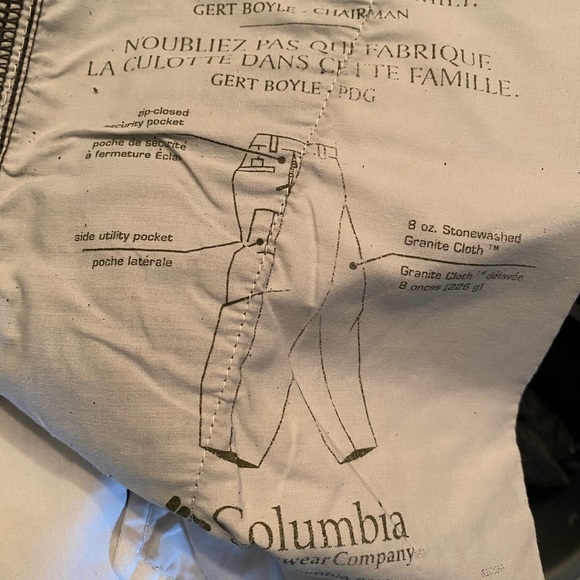 GERT BOYLE - CHAIRMAN
N'OUBLIEZ PAS QUI FABRIQUE
LA CULOTTE DANS CETTE FAMILLE.
GERT BOYLE, PDG
zip-closed
security pocket
poche de sécurité
à fermeture Éclair
side utility pocket
poche latérale
8 oz. Stonewashed
Granite Cloth ™
Granite Cloth ™ délavée
8 onces (226 g)
Columbia
wear Company®